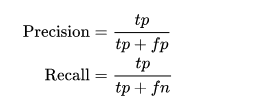 Precision = tp / tp + fp
Recall = tp / tp + fn